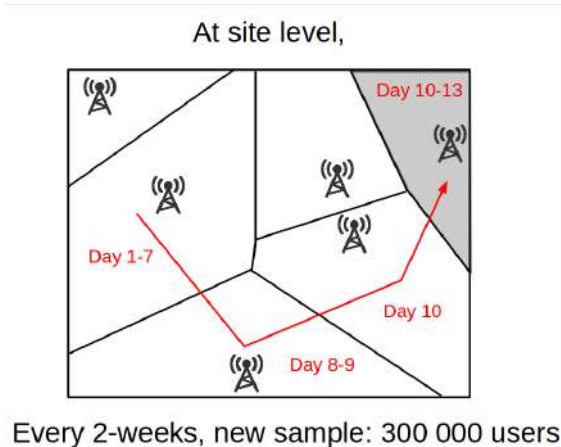 At site level,
Day 10-13
Day 1-7
Day 10
Day 8-9
Every 2-weeks, new sample: 300 000 users